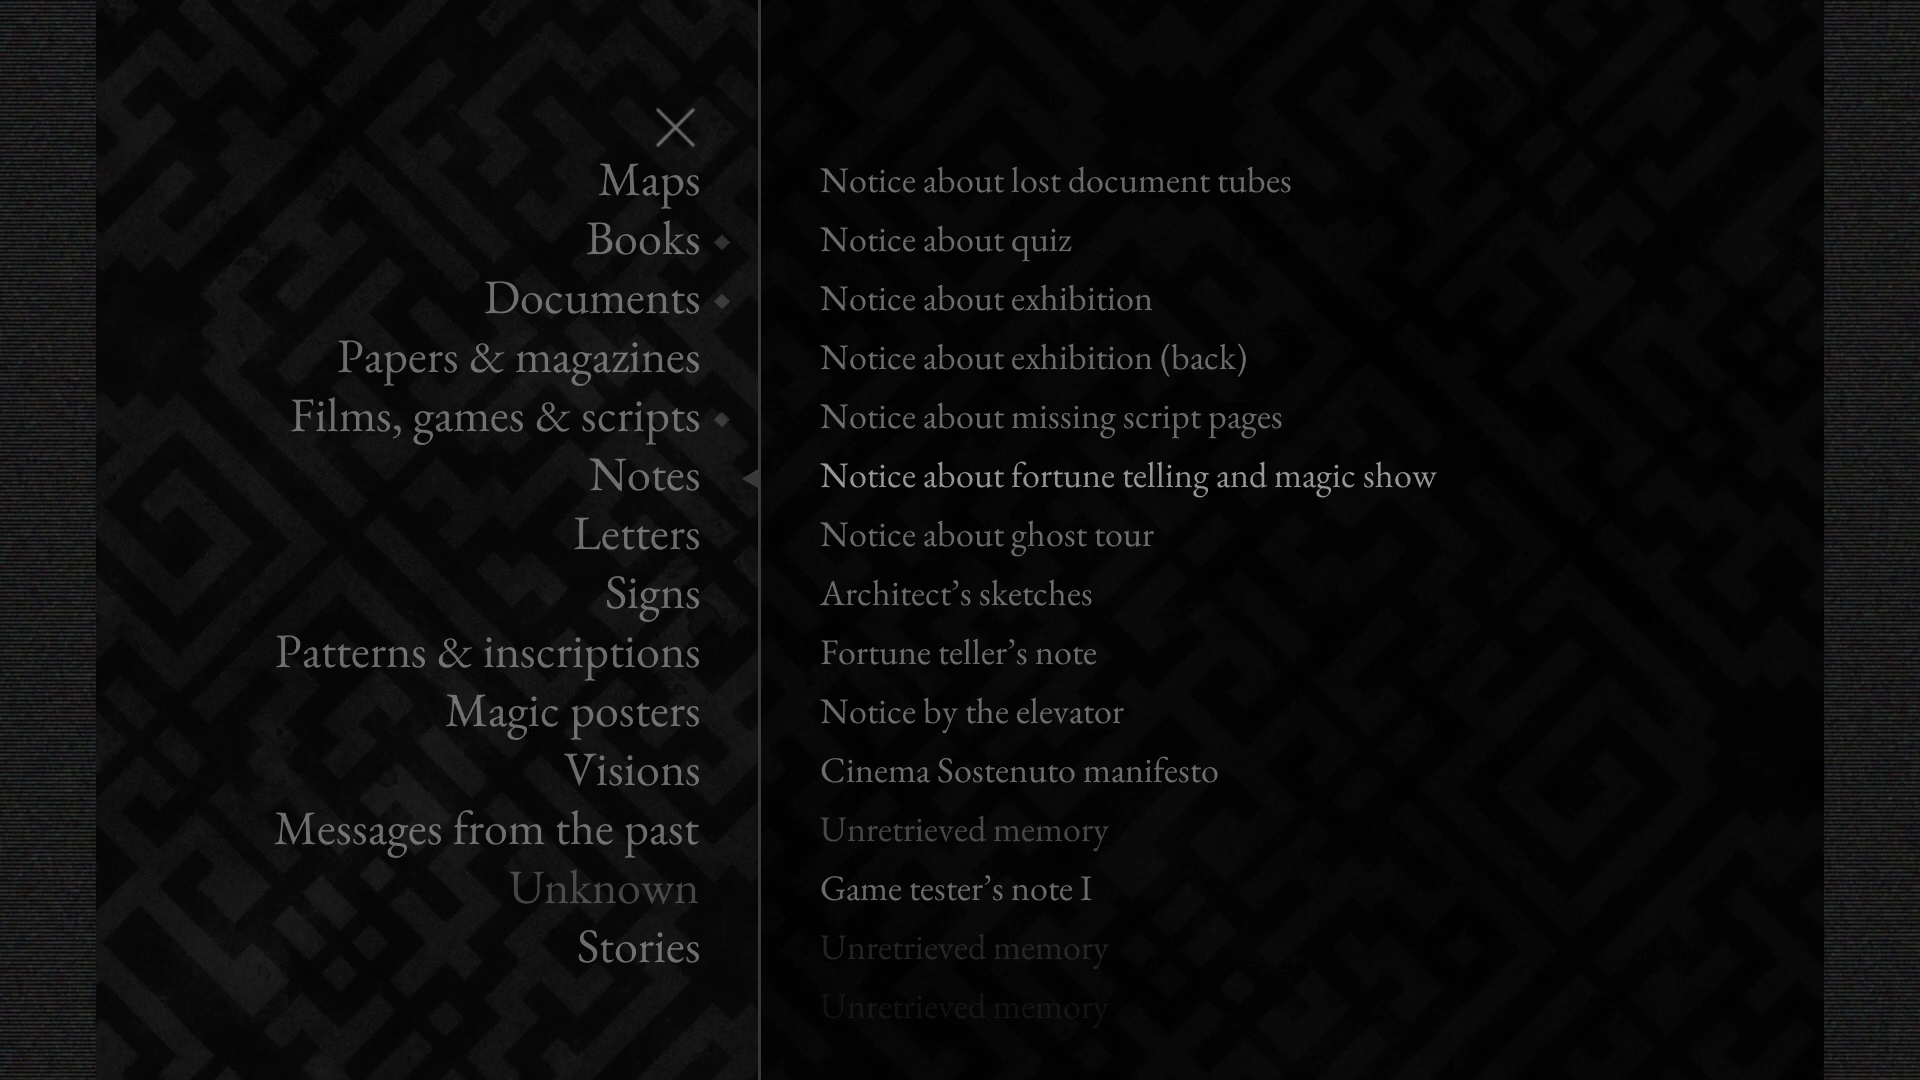 Maps
Books
Documents
Papers & magazines
Films, games & scripts
Notes
Letters
Signs
Patterns & inscriptions
Magic posters
Visions
Messages from the past
Unknown
Stories
Notice about lost document tubes
Notice about quiz
Notice about exhibition
Notice about exhibition (back)
Notice about missing script pages
Notice about fortune telling and magic show
Notice about ghost tour
Architect’s sketches
Fortune teller’s note
Notice by the elevator
Cinema Sostenuto manifesto
Unretrieved memory
Game tester’s note I
Unretrieved memory
Unretrieved memory